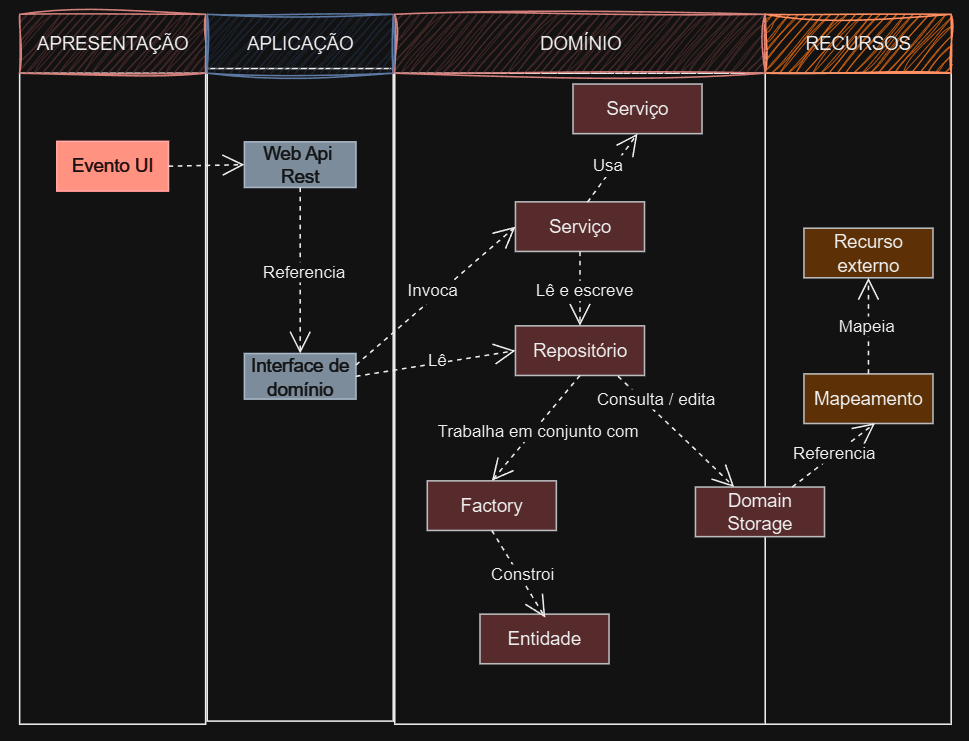 APRESENTAÇÃO
APLICAÇÃO
DOMÍNIO
RECURSOS
Serviço
Usa
Evento UI
Web Api
Rest
Serviço
Referencia
Invoca
Lê e escreve
Recurso
externo
Mapeia
Interface de
domínio
Lê
Repositório
Consulta / edita
Mapeamento
Trabalha em conjunto com
Referencia
Factory
Domain
Storage
Constroi
Entidade